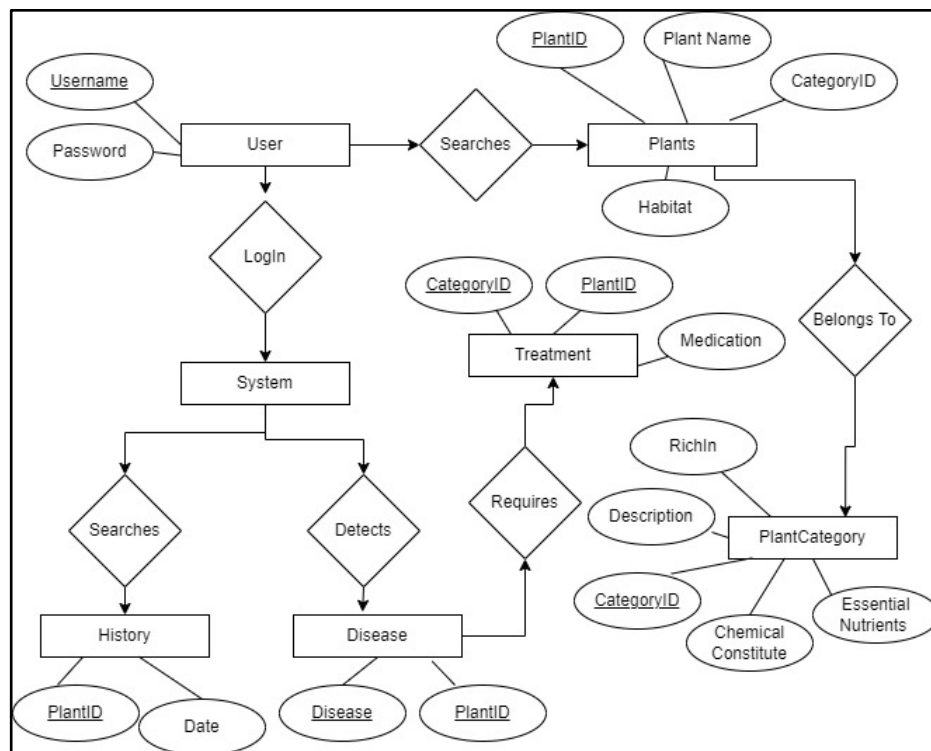 PlantID
Plant Name
Username
CategoryID
User
Searches
Plants
Password
Habitat
LogIn
CategoryID
PlantID
Belongs To
Treatment
Medication
System
RichIn
Searches
Detects
Requires
Description
PlantCategory
CategoryID
Essential
Nutrients
History
Disease
Chemical
Constitute
PlantID
Date
Disease
PlantID